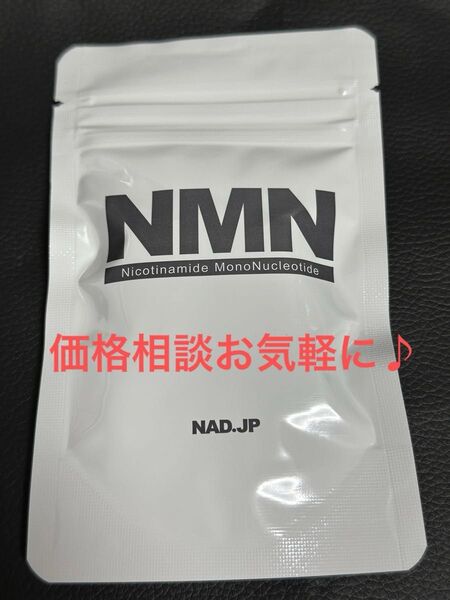 NMN
Nicotinamide MonoNucleotide
価格相談お気軽に♪
NAD.JP